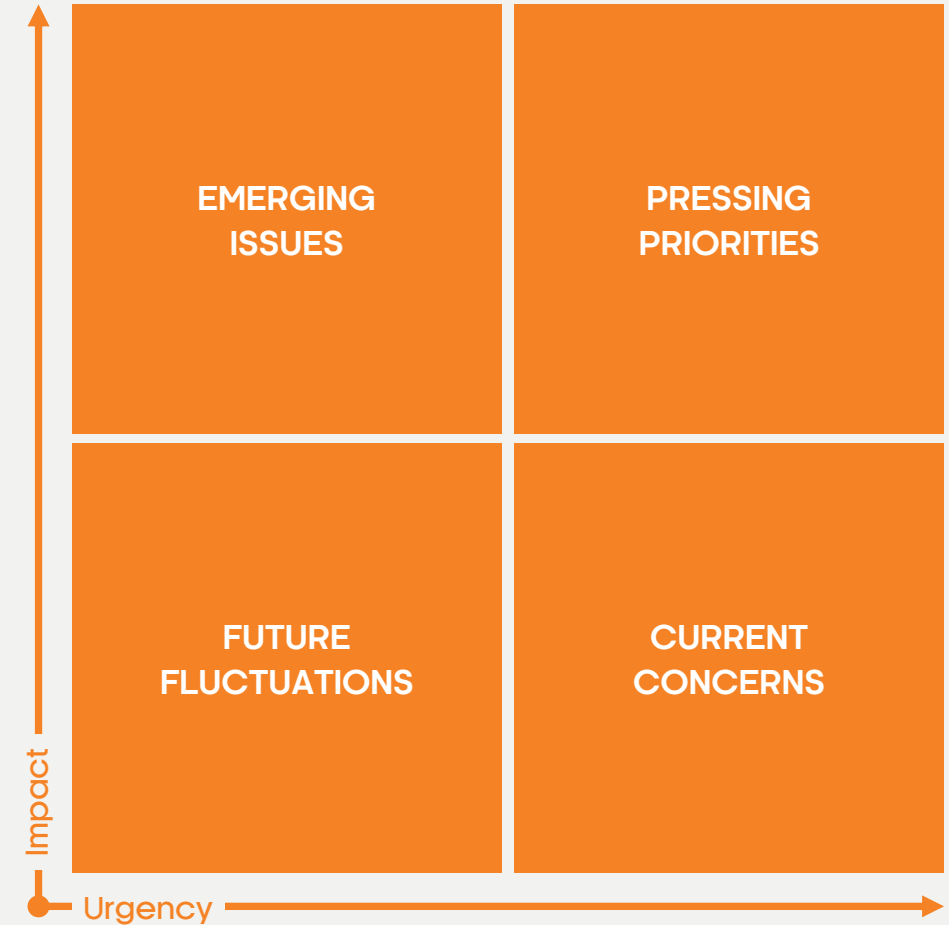 EMERGING
ISSUES
PRESSING
PRIORITIES
FUTURE
FLUCTUATIONS
CURRENT
CONCERNS
Impact
Urgency